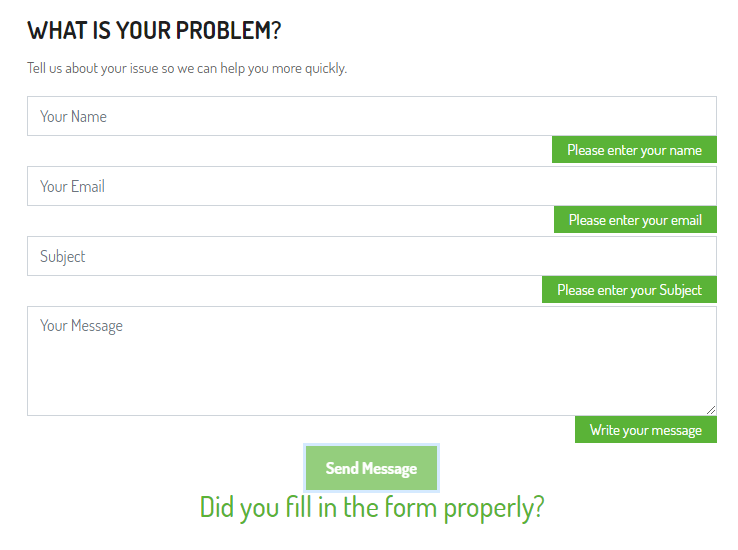 WHAT IS YOUR PROBLEM?
Tell us about your issue so we can help you more quickly.
Your Name
Please enter your name
Your Email
Please enter your email
Subject
Please enter your Subject
Your Message
Write your message
Send Message
Did you fill in the form properly?